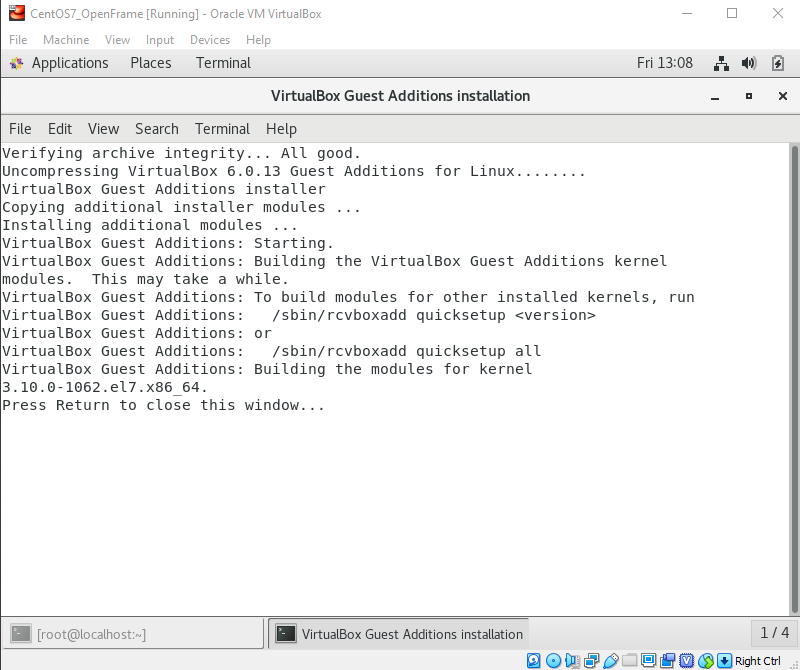 CentOS7_OpenFrame [Running] - Oracle VM VirtualBox
File Machine View Input Devices Help
Applications Places Terminal Fri 13:08
VirtualBox Guest Additions installation
File Edit View Search Terminal Help
Verifying archive integrity... All good.
Uncompressing VirtualBox 6.0.13 Guest Additions for Linux........
VirtualBox Guest Additions installer
Copying additional installer modules ...
Installing additional modules ...
VirtualBox Guest Additions: Starting.
VirtualBox Guest Additions: Building the VirtualBox Guest Additions kernel
modules.  This may take a while.
VirtualBox Guest Additions: To build modules for other installed kernels, run
VirtualBox Guest Additions:   /sbin/rcvboxadd quicksetup <version>
VirtualBox Guest Additions: or
VirtualBox Guest Additions:   /sbin/rcvboxadd quicksetup all
VirtualBox Guest Additions: Building the modules for kernel
3.10.0-1062.el7.x86_64.
Press Return to close this window...
[root@localhost:~] VirtualBox Guest Additions installation 1 / 4
Right Ctrl